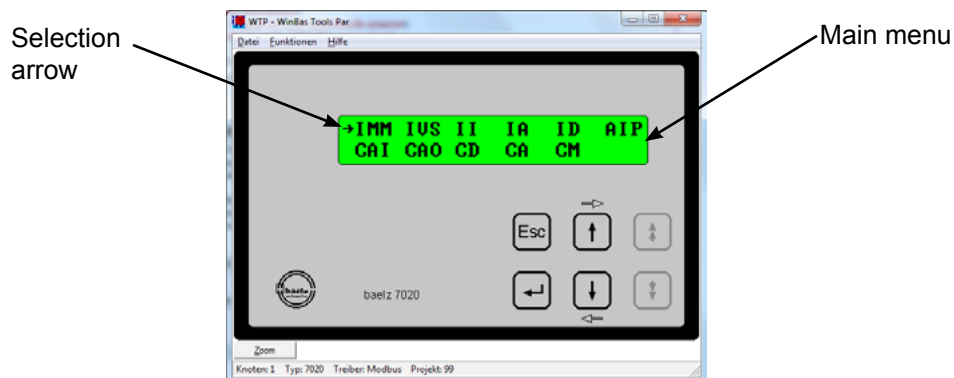 Selection
arrow
Main menu
WTP - WinBas Tools Par
Datei Funktionen Hilfe
→IMM IVS II IA ID AIP
CAI CAO CD CA CM
Esc
baelz
baelz 7020
Zoom
Knoten: 1 Typ: 7020 Treiber: Modbus Projekt: 99